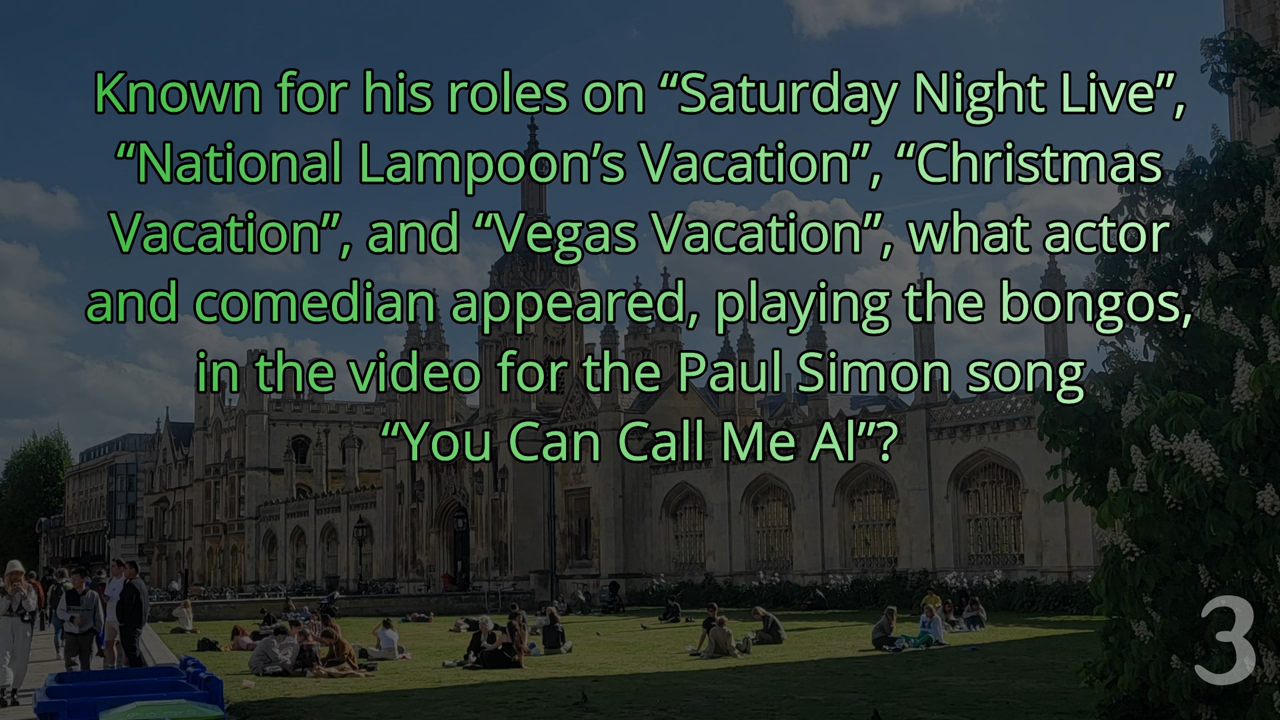 Known for his roles on “Saturday Night Live”,
“National Lampoon’s Vacation”, “Christmas
Vacation”, and “Vegas Vacation”, what actor
and comedian appeared, playing the bongos,
in the video for the Paul Simon song
“You Can Call Me Al”?
3